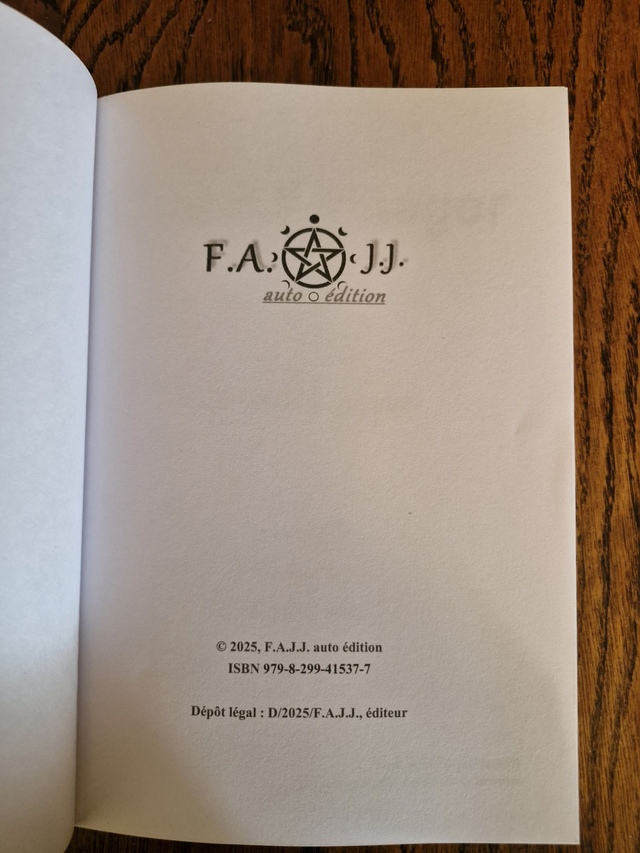 F.A. J.J.
auto édition
© 2025, F.A.J.J. auto édition
ISBN 979-8-299-41537-7
Dépôt légal : D/2025/F.A.J.J., éditeur